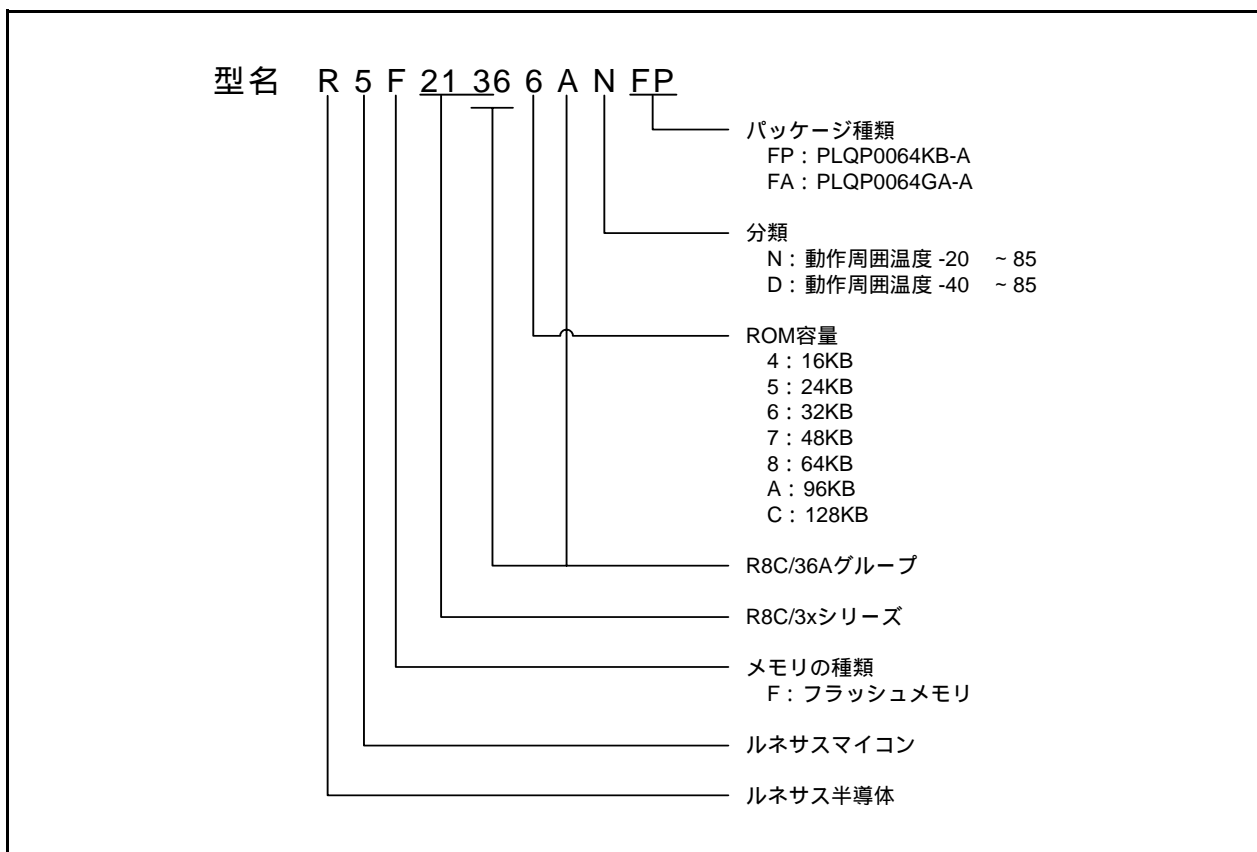 型名 R 5 F 21 36 6 A N FP
パッケージ種類
FP : PLQP0064KB-A
FA : PLQP0064GA-A
分類
N : 動作周囲温度 -20 ~ 85
D : 動作周囲温度 -40 ~ 85
ROM容量
4 : 16KB
5 : 24KB
6 : 32KB
7 : 48KB
8 : 64KB
A : 96KB
C : 128KB
R8C/36Aグループ
R8C/3xシリーズ
メモリの種類
F : フラッシュメモリ
ルネサスマイコン
ルネサス半導体